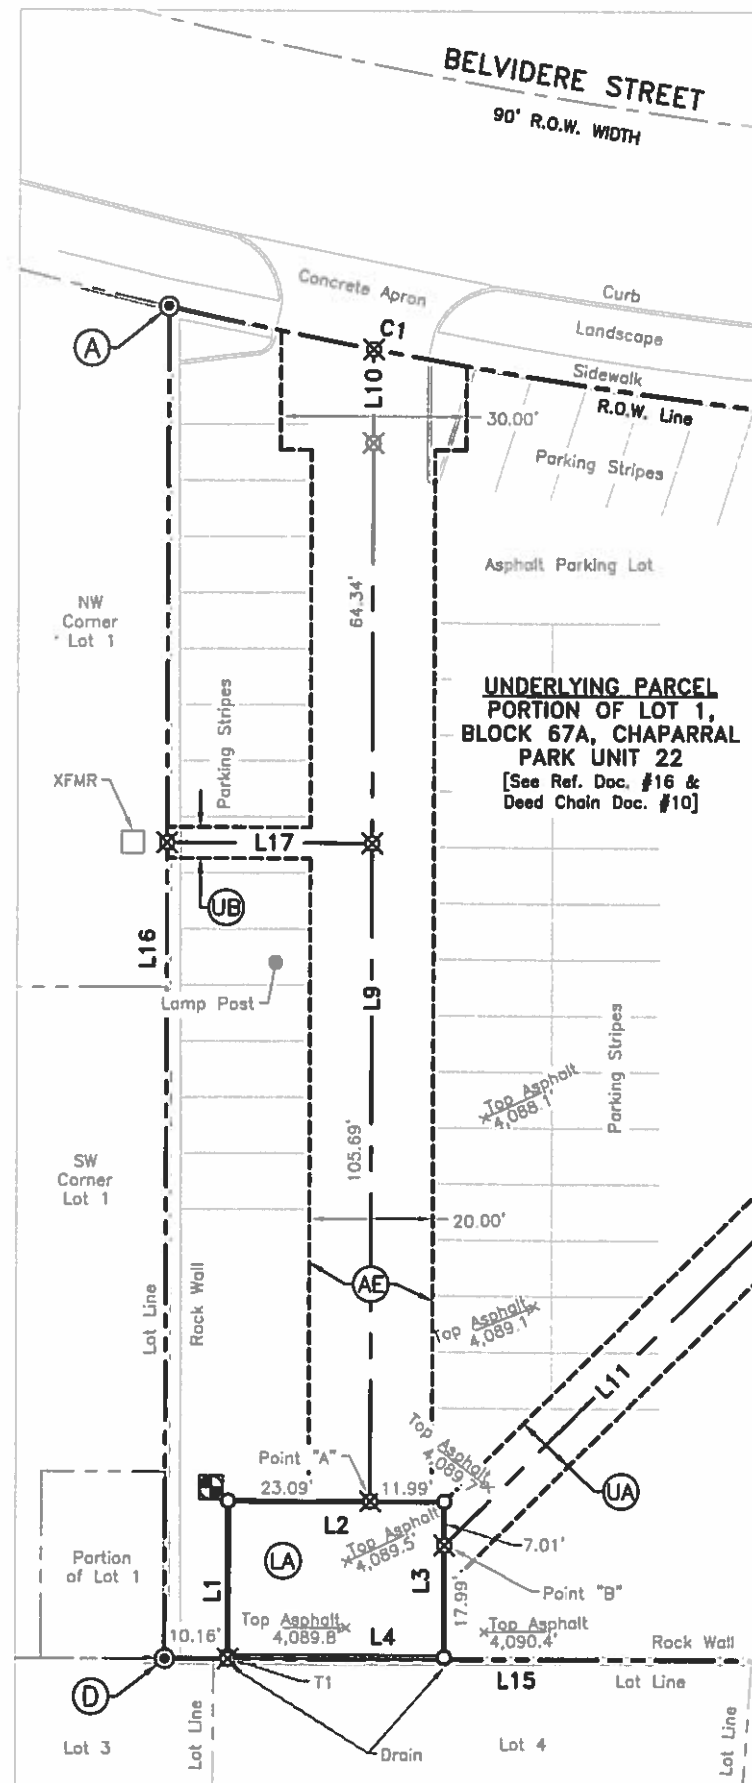 BELVIDERE STREET
90' R.O.W. WIDTH
Concrete Apron
Curb
Landscape
Sidewalk
R.O.W. Line
A
C1
L10
30.00'
Parking Stripes
Asphalt Parking Lot
64.34'
NW
Corner
Lot 1
Parking Stripes
UNDERLYING PARCEL
PORTION OF LOT 1,
BLOCK 67A, CHAPARRAL
PARK UNIT 22
[See Ref. Doc. #16 &
Deed Chain Doc. #10]
XFMR
L17
UB
L16
Lamp Post
L9
Top Asphalt
4,088.1'
Parking Stripes
105.69'
SW
Corner
Lot 1
20.00'
AE
Lot Line
Rock Wall
Top Asphalt
4,089.1'
L11
Top Asphalt
4,089.7'
Point "A"
UA
23.09'
11.99'
L2
Top Asphalt
4,089.5'
7.01'
LA
L3
Portion
of Lot 1
L1
17.99'
Point "B"
10.16'
Top Asphalt
4,089.8'
L4
Top Asphalt
4,090.4'
Rock Wall
D
T1
L15
Lot Line
Lot Line
Lot 3
Drain
Lot 4
Lot Line